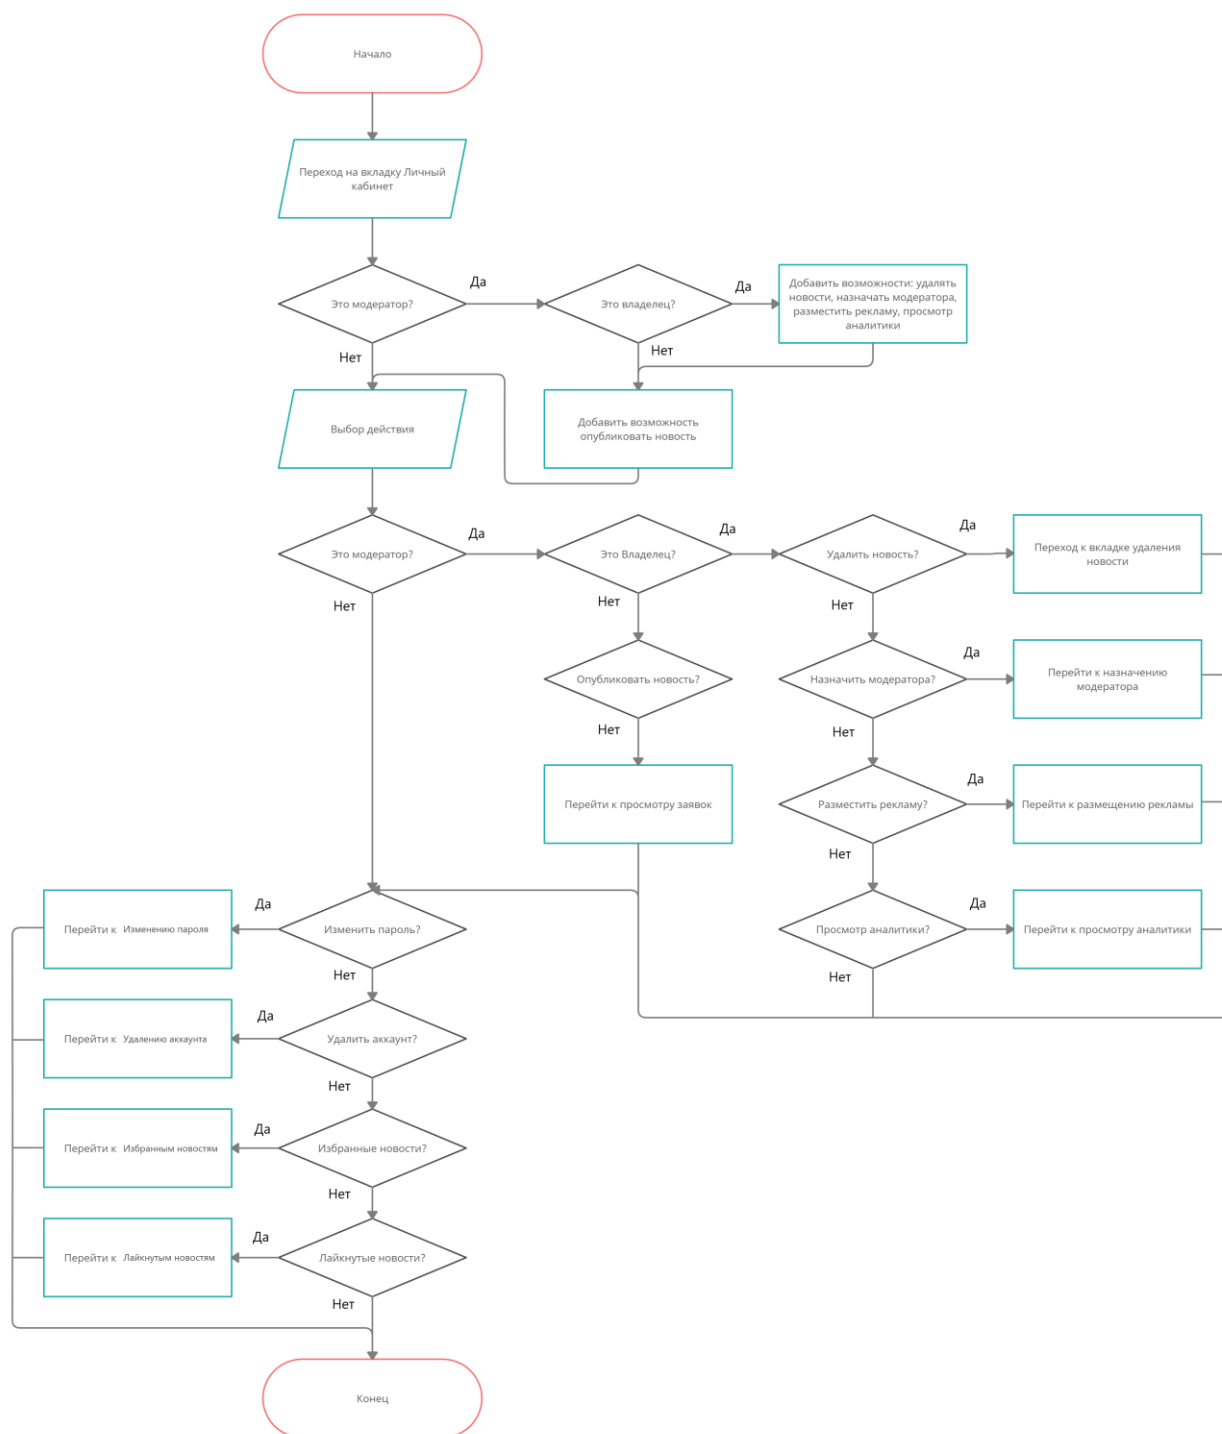 Начало
Переход на вкладку Личный
кабинет
Это модератор?
Да
Это владелец?
Да
Добавить возможности: удалять
новости, назначать модератора,
разместить рекламу, просмотр
аналитики
Нет
Нет
Выбор действия
Добавить возможность
опубликовать новость
Это модератор?
Да
Это Владелец?
Да
Удалить новость?
Да
Переход к вкладке удаления
новости
Нет
Нет
Нет
Опубликовать новость?
Назначить модератора?
Да
Перейти к назначению
модератора
Нет
Нет
Перейти к просмотру заявок
Разместить рекламу?
Да
Перейти к размещению рекламы
Нет
Перейти к Изменению пароля
Да
Изменить пароль?
Просмотр аналитики?
Да
Перейти к просмотру аналитики
Нет
Нет
Перейти к Удалению аккаунта
Да
Удалить аккаунт?
Нет
Перейти к Избранным новостям
Да
Избранные новости?
Нет
Перейти к Лайкнутым новостям
Да
Лайкнутые новости?
Нет
Конец